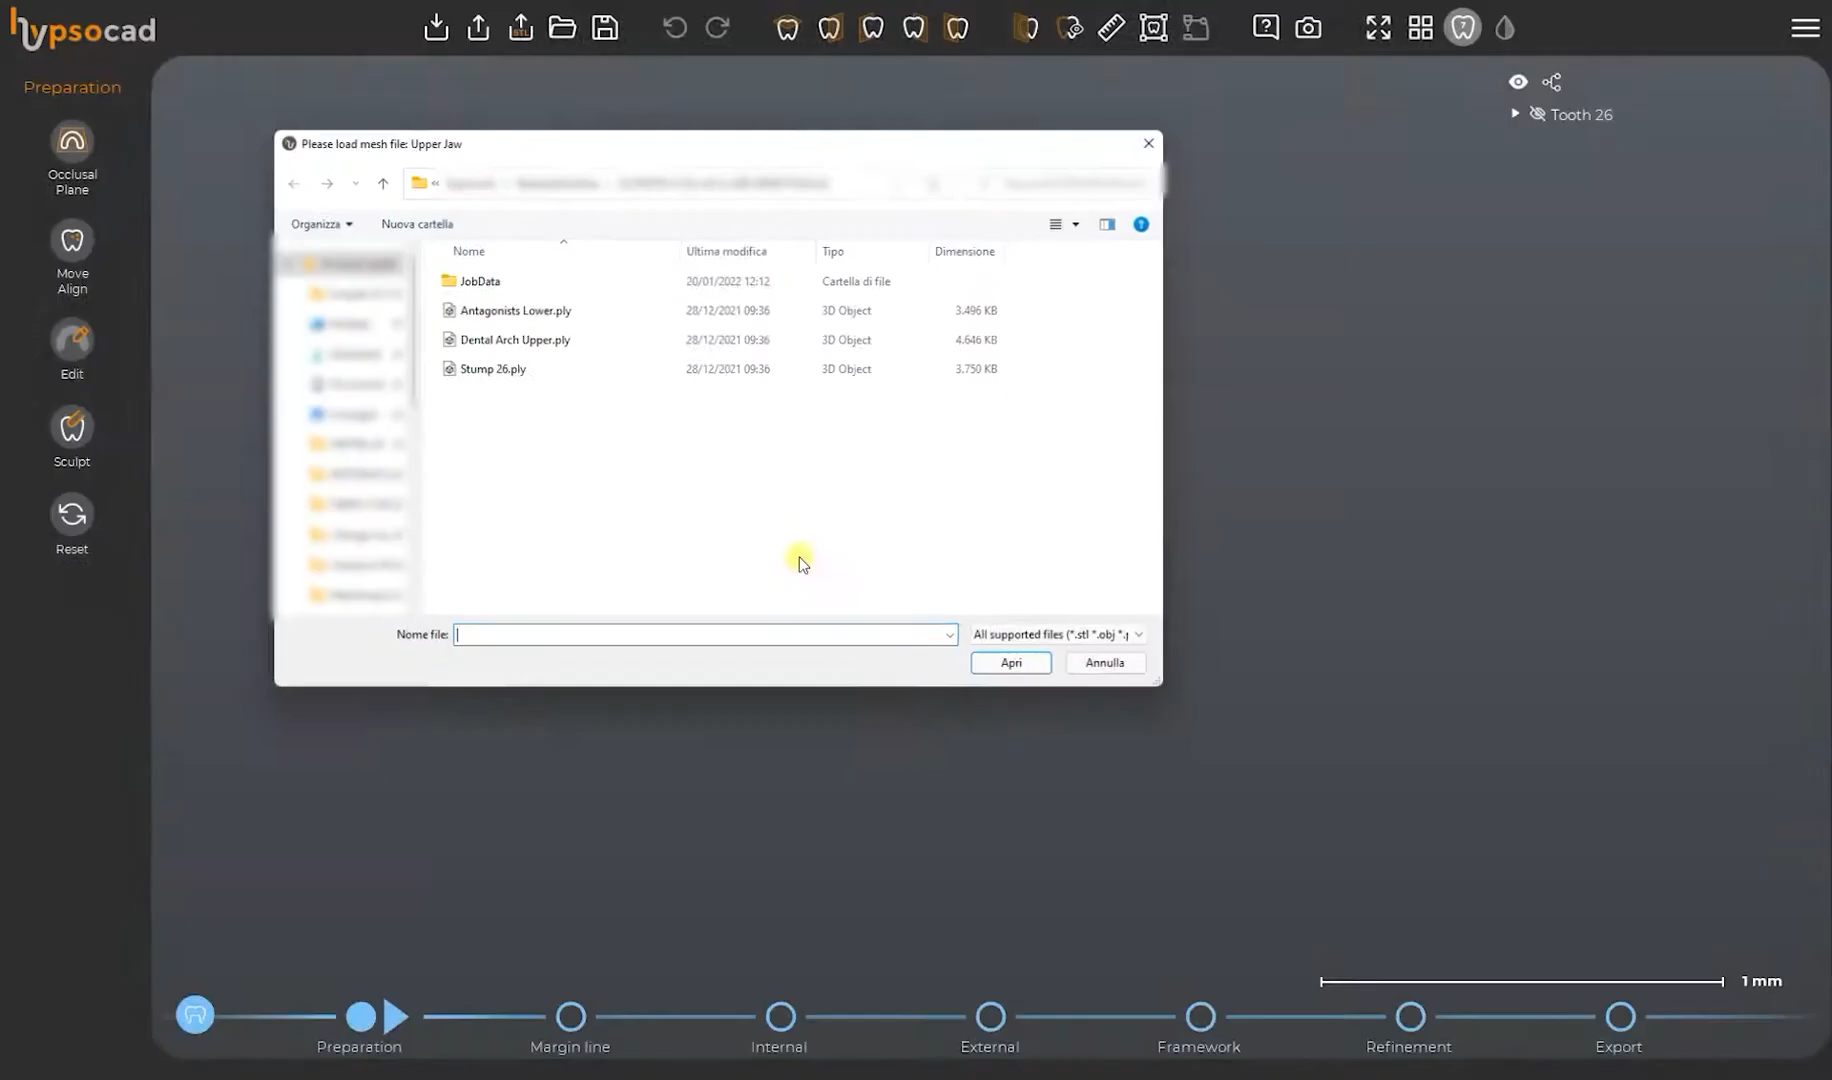 hypsocad
STL
7
Preparation
Tooth 26
Occlusal
Plane
Move
Align
Edit
Sculpt
Reset
Please load mesh file: Upper Jaw
«
Organizza
Nuova cartella
Nome Ultima modifica Tipo Dimensione
JobData 20/01/2022 12:12 Cartella di file
Antagonists Lower.ply 28/12/2021 09:36 3D Object 3.496 KB
Dental Arch Upper.ply 28/12/2021 09:36 3D Object 4.646 KB
Stump 26.ply 28/12/2021 09:36 3D Object 3.750 KB
Nome file:
All supported files (*.stl *.obj *.
Apri Annulla
1 mm
Preparation Margin line Internal External Framework Refinement Export